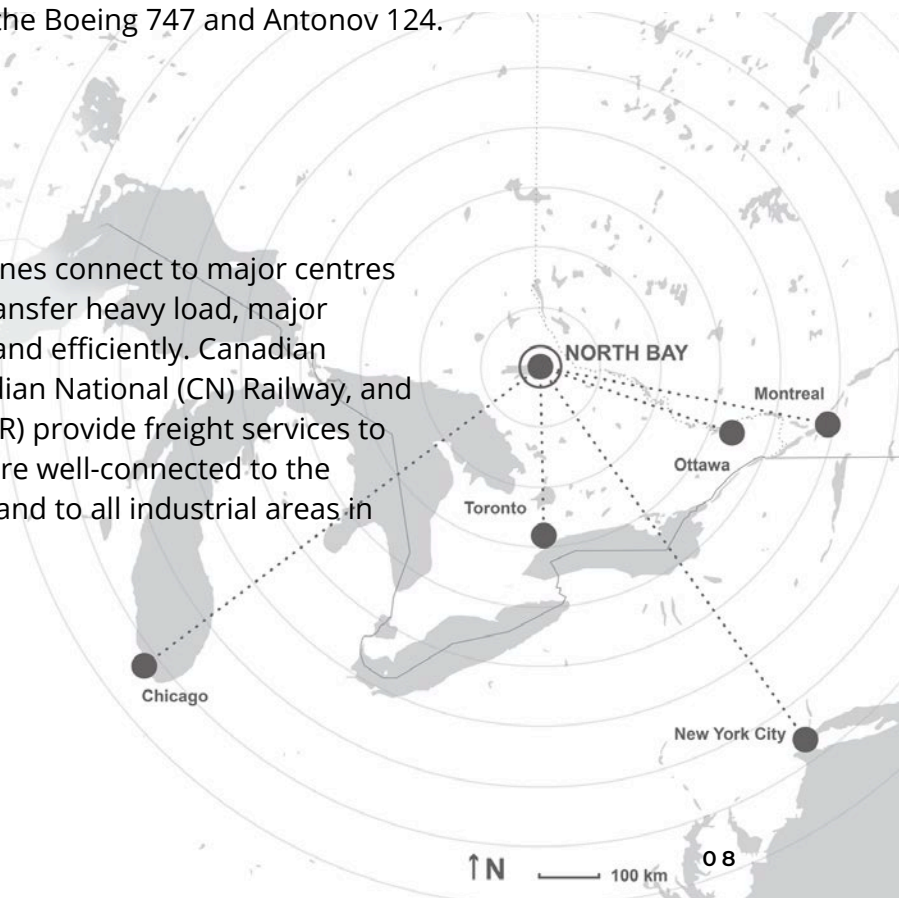 the Boeing 747 and Antonov 124.
nes connect to major centres
ansfer heavy load, major
and efficiently. Canadian
dian National (CN) Railway, and
R) provide freight services to
re well-connected to the
and to all industrial areas in
NORTH BAY
Montreal
Ottawa
Toronto
Chicago
New York City
↑N
100 km
08